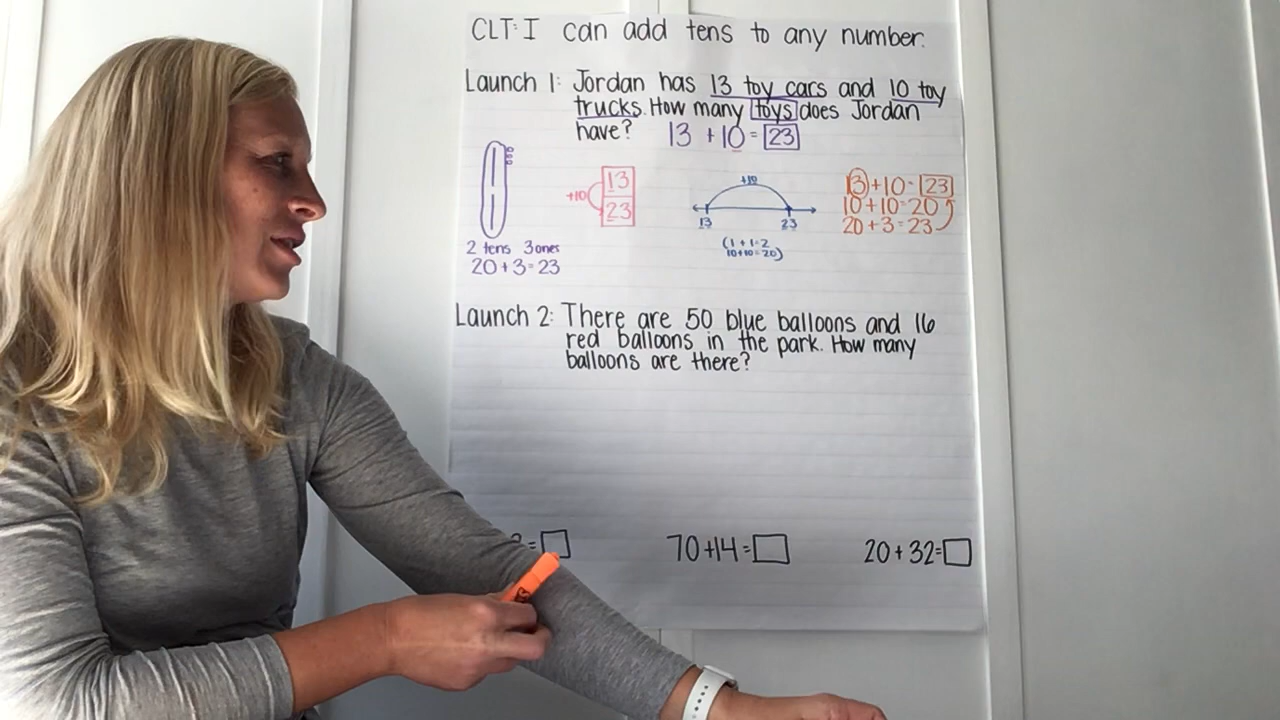 CLT: I can add tens to any number.
Launch 1: Jordan has 13 toy cars and 10 toy
trucks. How many toys does Jordan
have? 13 + 10 = 23
2 tens 3 ones
20 + 3 = 23
+10
13
23
+10
13 23
(1 + 1 = 2
10 + 10 = 20)
13 + 10 = 23
10 + 10 = 20
20 + 3 = 23
Launch 2: There are 50 blue balloons and 16
red balloons in the park. How many
balloons are there?
=
70 + 14 =
20 + 32 =